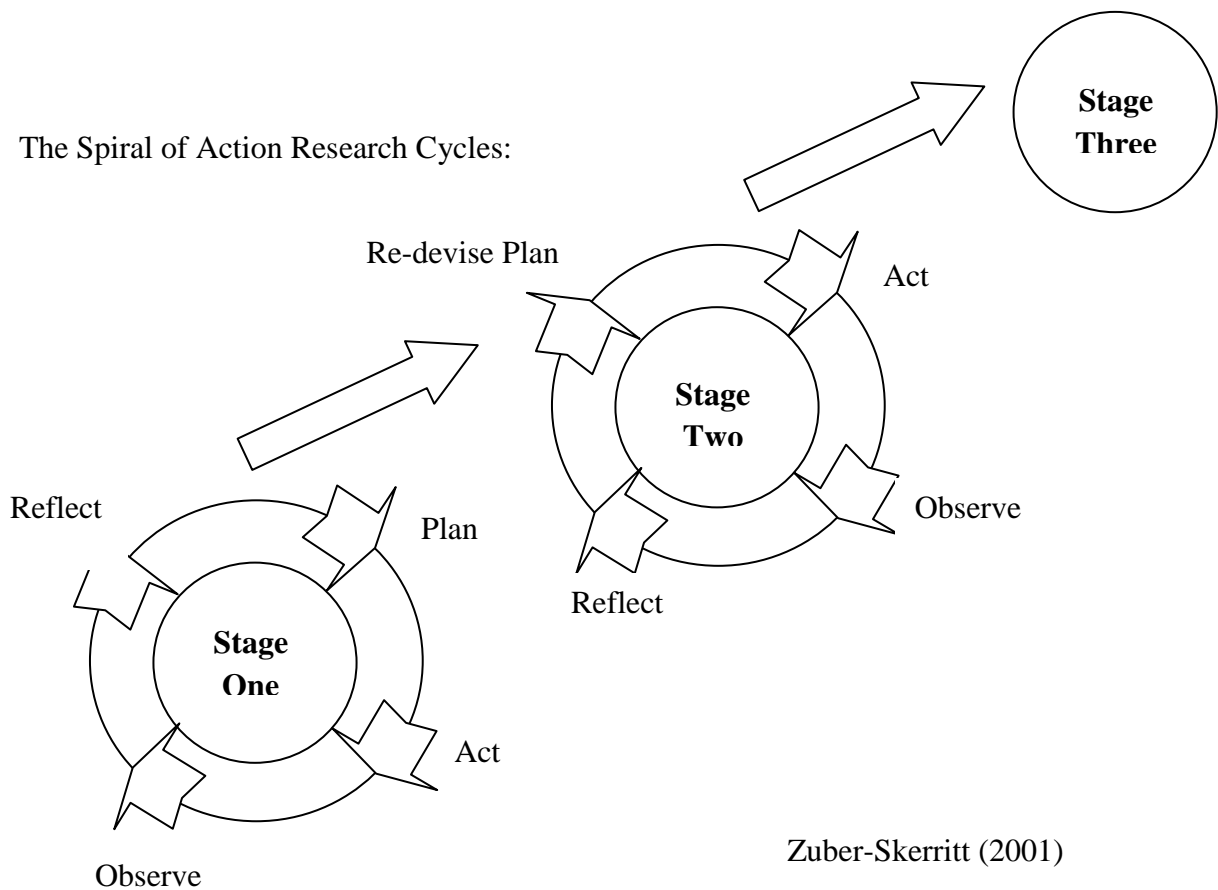 Stage
Three
The Spiral of Action Research Cycles:
Re-devise Plan
Act
Stage
Two
Observe
Reflect
Reflect
Plan
Stage
One
Act
Observe
Zuber-Skerritt (2001)